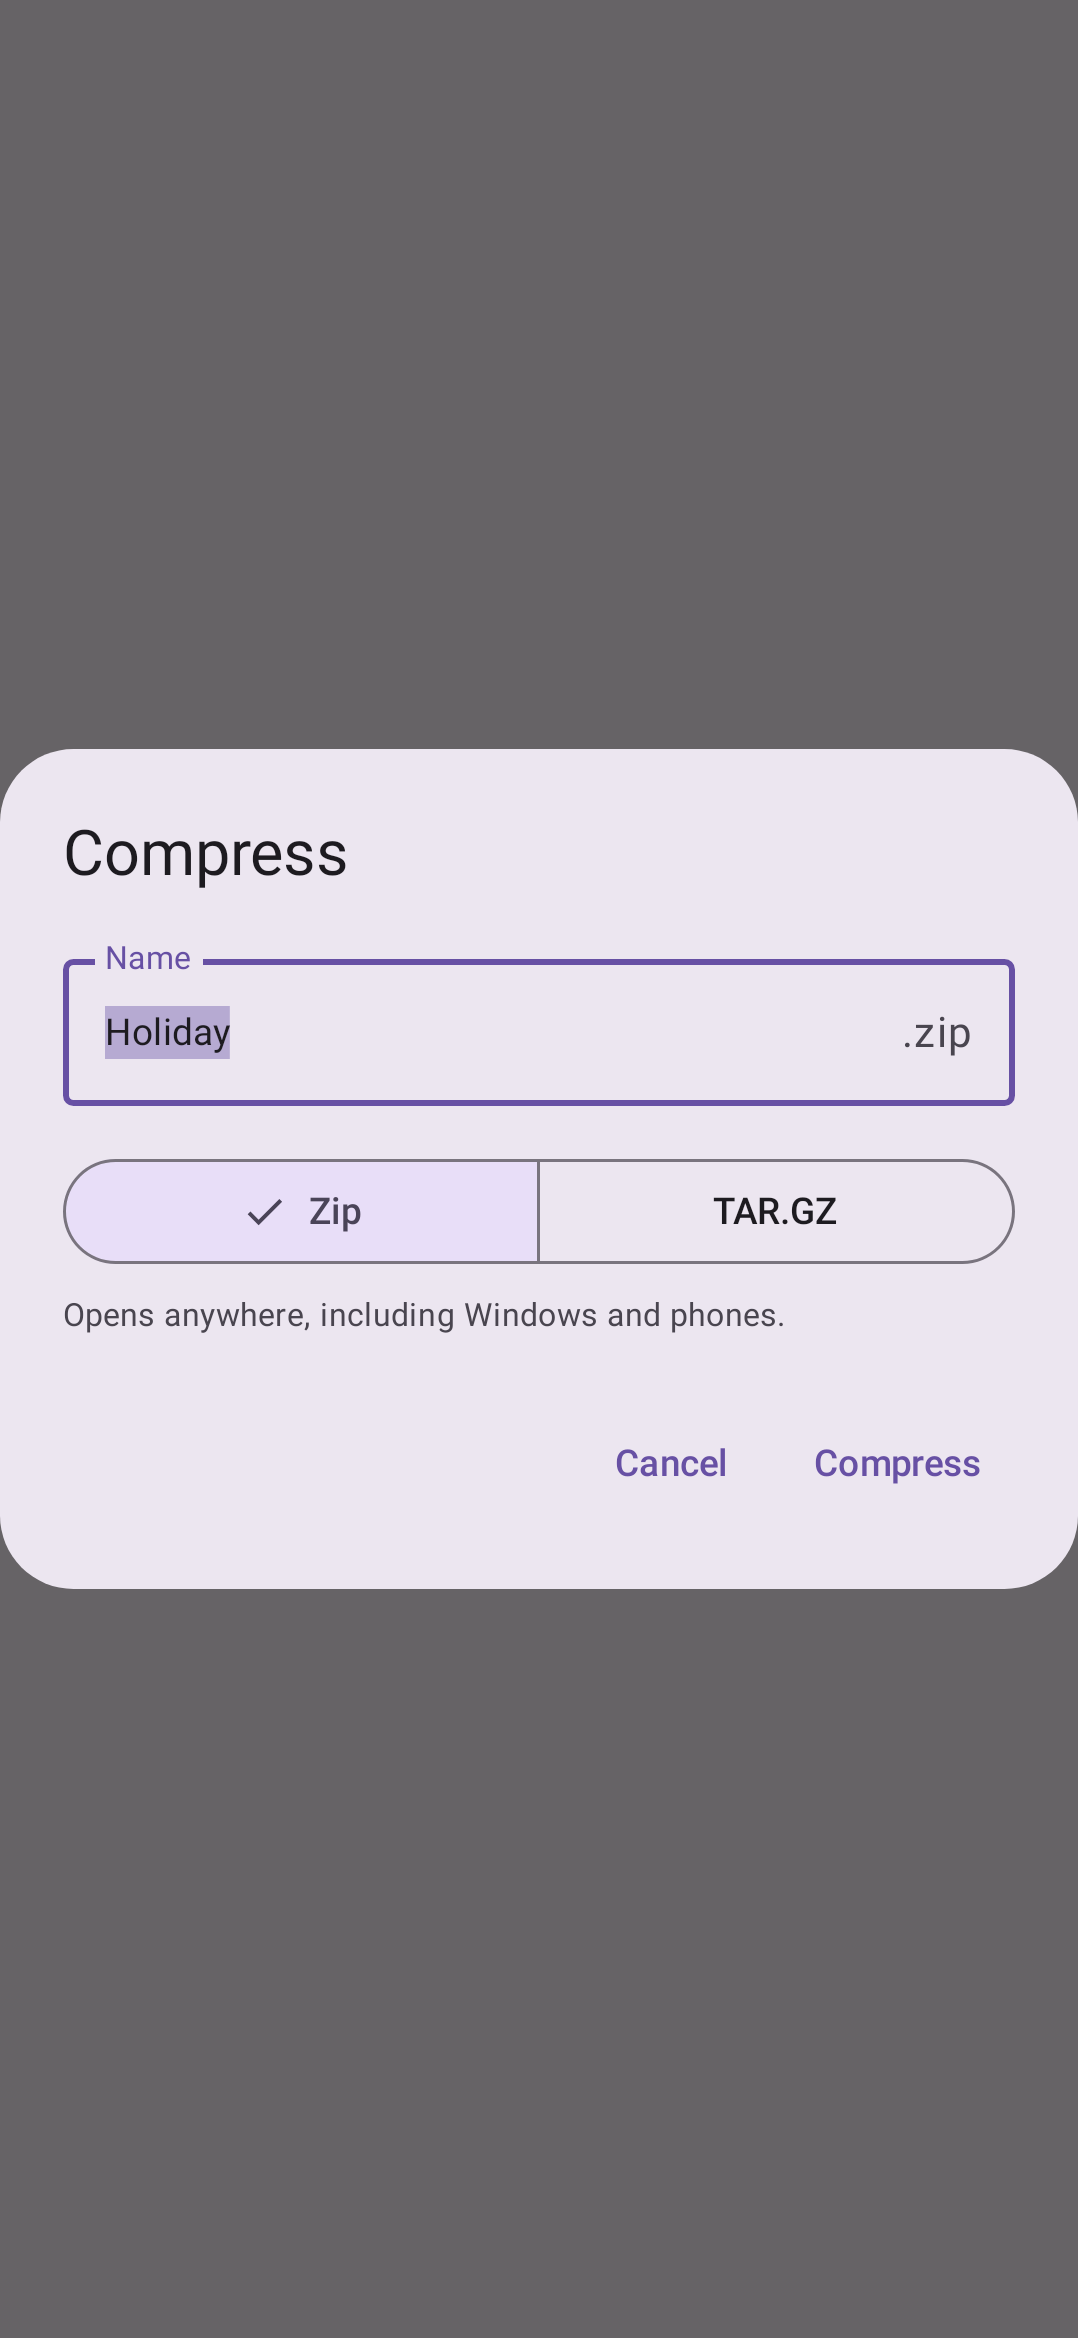 Compress
Name
Holiday .zip
Zip TAR.GZ
Opens anywhere, including Windows and phones.
Cancel Compress